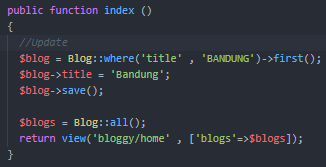 public function index ()
{
//Update
$blog = Blog::where('title' , 'BANDUNG')->first();
$blog->title = 'Bandung';
$blog->save();
$blogs = Blog::all();
return view('bloggy/home' , ['blogs'=>$blogs]);
}